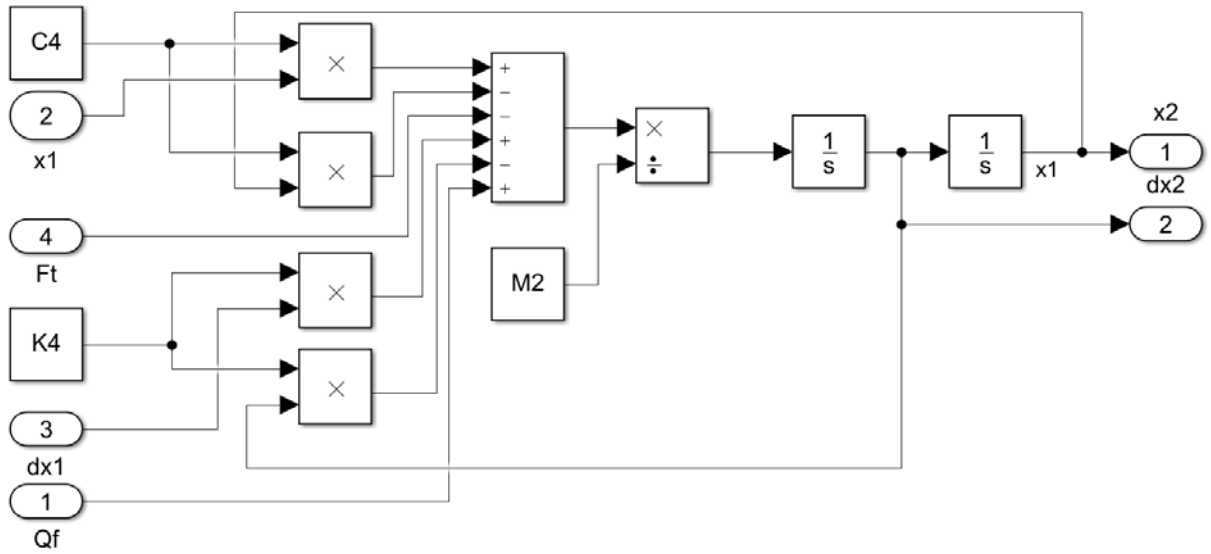 C4
×
2
x1
×
+
−
−
+
−
+
×
÷
1
s
1
s
x1
x2
1
dx2
2
4
Ft
×
M2
K4
×
3
dx1
1
Qf